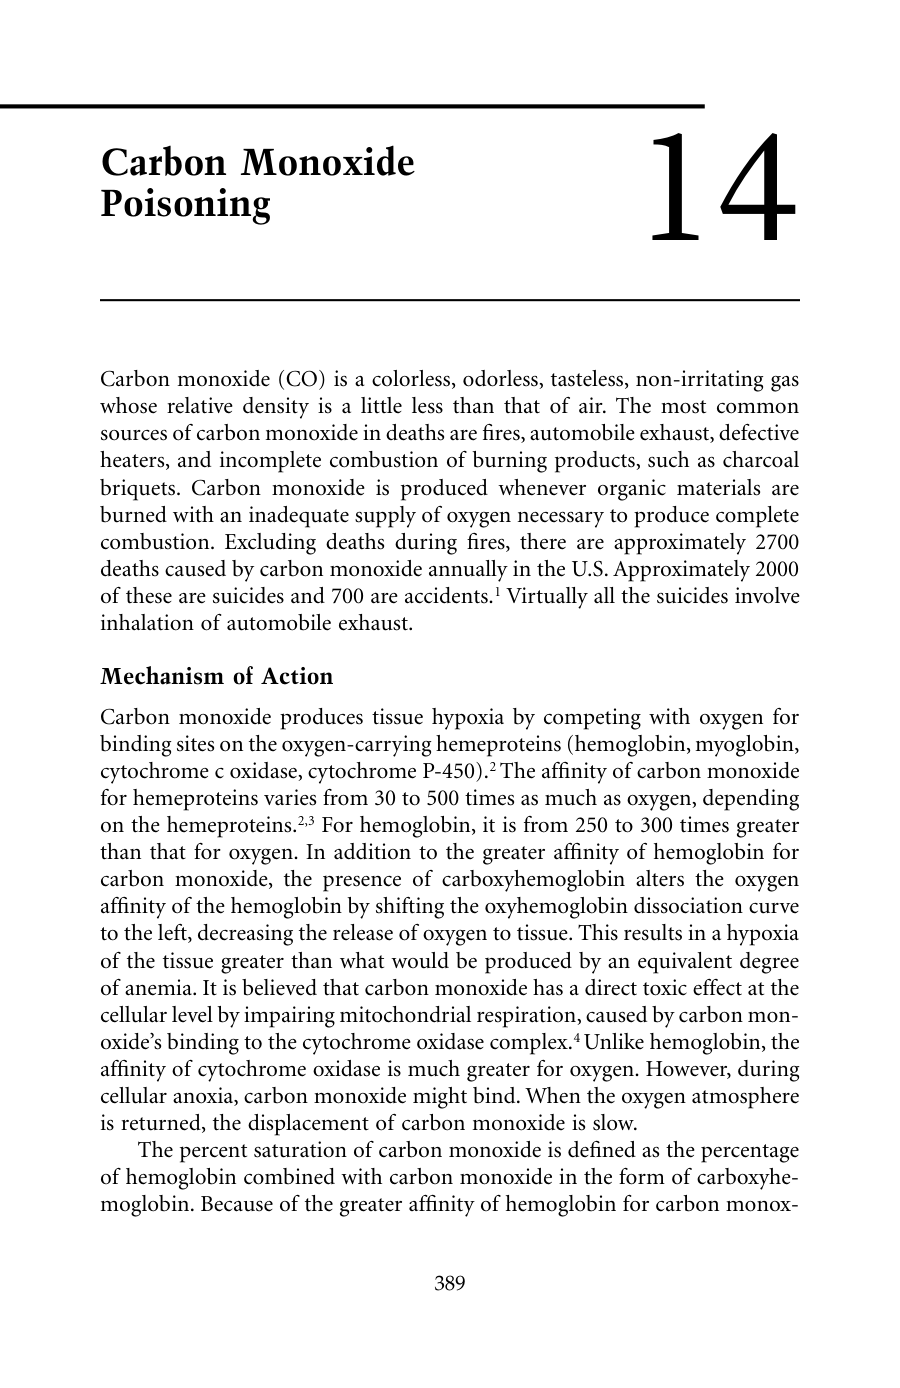 Carbon Monoxide
Poisoning
14
Carbon monoxide (CO) is a colorless, odorless, tasteless, non-irritating gas
whose relative density is a little less than that of air. The most common
sources of carbon monoxide in deaths are fires, automobile exhaust, defective
heaters, and incomplete combustion of burning products, such as charcoal
briquets. Carbon monoxide is produced whenever organic materials are
burned with an inadequate supply of oxygen necessary to produce complete
combustion. Excluding deaths during fires, there are approximately 2700
deaths caused by carbon monoxide annually in the U.S. Approximately 2000
of these are suicides and 700 are accidents.¹ Virtually all the suicides involve
inhalation of automobile exhaust.
Mechanism of Action
Carbon monoxide produces tissue hypoxia by competing with oxygen for
binding sites on the oxygen-carrying hemeproteins (hemoglobin, myoglobin,
cytochrome c oxidase, cytochrome P-450).² The affinity of carbon monoxide
for hemeproteins varies from 30 to 500 times as much as oxygen, depending
on the hemeproteins.²,³ For hemoglobin, it is from 250 to 300 times greater
than that for oxygen. In addition to the greater affinity of hemoglobin for
carbon monoxide, the presence of carboxyhemoglobin alters the oxygen
affinity of the hemoglobin by shifting the oxyhemoglobin dissociation curve
to the left, decreasing the release of oxygen to tissue. This results in a hypoxia
of the tissue greater than what would be produced by an equivalent degree
of anemia. It is believed that carbon monoxide has a direct toxic effect at the
cellular level by impairing mitochondrial respiration, caused by carbon mon-
oxide's binding to the cytochrome oxidase complex.⁴ Unlike hemoglobin, the
affinity of cytochrome oxidase is much greater for oxygen. However, during
cellular anoxia, carbon monoxide might bind. When the oxygen atmosphere
is returned, the displacement of carbon monoxide is slow.
The percent saturation of carbon monoxide is defined as the percentage
of hemoglobin combined with carbon monoxide in the form of carboxyhe-
moglobin. Because of the greater affinity of hemoglobin for carbon monox-
389